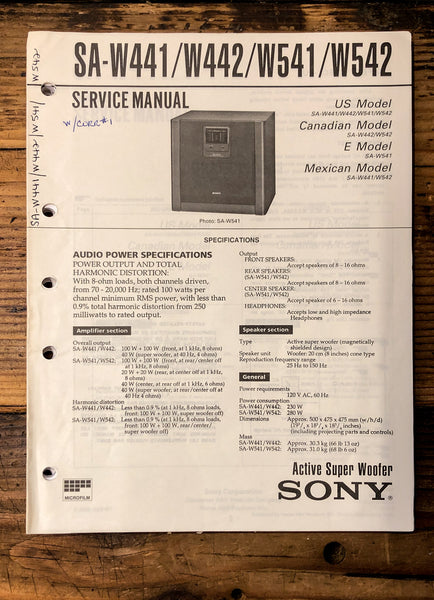 SA-W441/W442/W541/W542
SERVICE MANUAL
W/CORR#1
SA-W441/W442/W541/W542
US Model
SA-W441/W442/W541/W542
Canadian Model
SA-W442/W542
E Model
SA-W541
Mexican Model
SA-W441/W542
Photo: SA-W541
SPECIFICATIONS
AUDIO POWER SPECIFICATIONS
POWER OUTPUT AND TOTAL
HARMONIC DISTORTION:
With 8-ohm loads, both channels driven,
from 70 - 20,000 Hz; rated 100 watts per
channel minimum RMS power, with less than
0.9% total harmonic distortion from 250
milliwatts to rated output.
Amplifier section
Overall output
SA-W441/W442: 100 W + 100 W (front, at 1 kHz, 8 ohms)
40 W (super woofer, at 40 Hz, 4 ohms)
SA-W541/W542: 100 W + 100 W (front, at rear/center off
at 1 kHz, 8 ohms)
20 W + 20 W (rear, at center off at 1 kHz,
8 ohms)
40 W (center, at rear off at 1 kHz, 6 ohms)
40 W (super woofer, at rear/center off at
40 Hz 4 ohms)
Harmonic distortion
SA-W441/W442: Less than 0.9 % (at 1 kHz, 8 ohms loads,
front: 100 W + 100 W, super woofer off)
SA-W541/W542: Less than 0.9 % (at 1 kHz, 8 ohms loads,
front: 100 W + 100 W, rear/center off,
super woofer off)
Output
FRONT SPEAKERS:
Accept speakers of 8 – 16 ohms
REAR SPEAKERS:
(SA-W541/W542)
Accept speakers of 8 – 16 ohms
CENTER SPEAKER:
(SA-W541/W542)
Accept speakers of 6 – 16 ohms
HEADPHONES:
Accepts low and high impedance
Headphones
Speaker section
Type Active super woofer (magnetically
shielded design)
Speaker unit Woofer: 20 cm (8 inches) cone type
Reproduction frequency range
25 Hz to 150 Hz
General
Power requirements
120 V AC, 60 Hz
Power consumption
SA-W441/W442: 230 W
SA-W541/W542: 280 W
Dimensions Approx. 500 x 475 x 475 mm (w/h/d)
(including projecting parts and controls)
Mass
SA-W441/W442: Approx. 30.3 kg (66 lb 13 oz)
SA-W541/W542: Approx. 31.0 kg (68 lb 6 oz)
MICROFILM
Active Super Woofer
SONY®